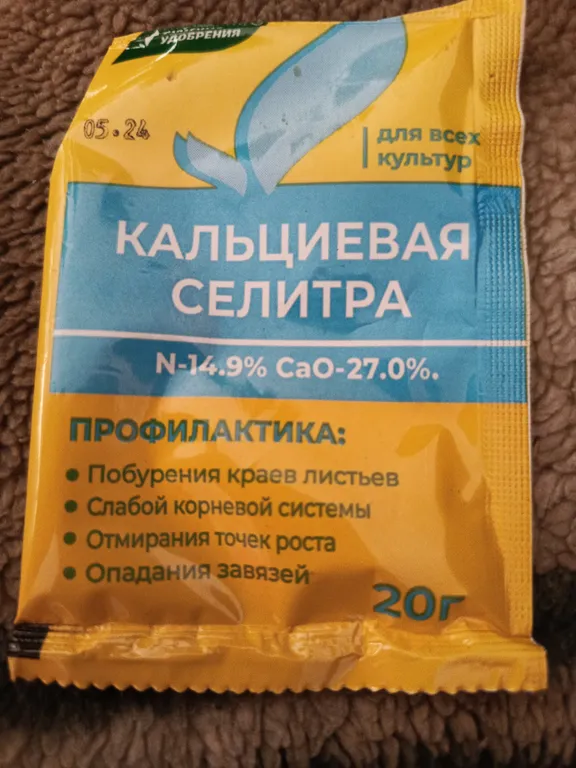 УДОБРЕНИЯ
05.24
для всех
культур
КАЛЬЦИЕВАЯ
СЕЛИТРА
N-14.9% CaO-27.0%.
ПРОФИЛАКТИКА:
• Побурения краев листьев
• Слабой корневой системы
• Отмирания точек роста
• Опадания завязей
20г